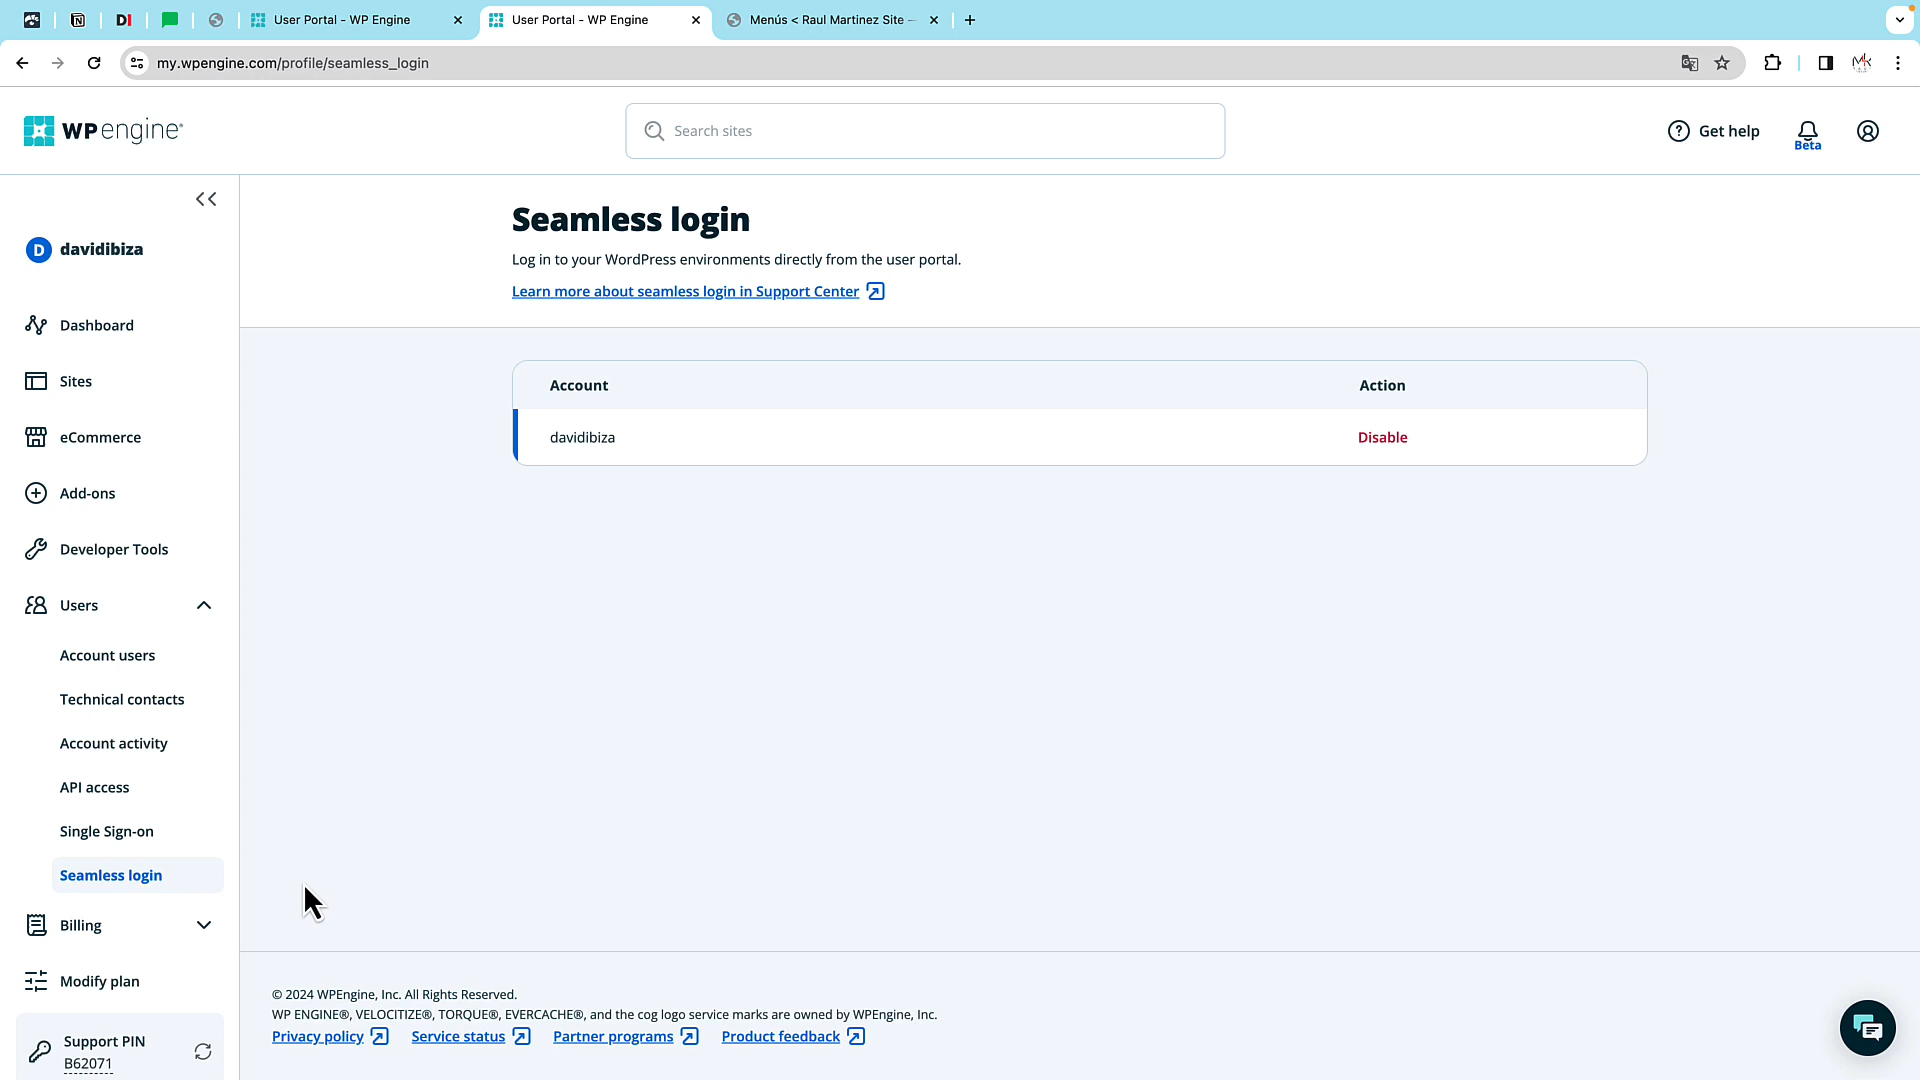 DI
User Portal - WP Engine
User Portal - WP Engine
Menús < Raul Martinez Site —
my.wpengine.com/profile/seamless_login
WP engine®
Search sites
Get help
Beta
D davidibiza
Dashboard
Sites
eCommerce
Add-ons
Developer Tools
Users
Account users
Technical contacts
Account activity
API access
Single Sign-on
Seamless login
Billing
Modify plan
Support PIN
B62071
Seamless login
Log in to your WordPress environments directly from the user portal.
Learn more about seamless login in Support Center
Account Action
davidibiza Disable
© 2024 WPEngine, Inc. All Rights Reserved.
WP ENGINE®, VELOCITIZE®, TORQUE®, EVERCACHE®, and the cog logo service marks are owned by WPEngine, Inc.
Privacy policy Service status Partner programs Product feedback